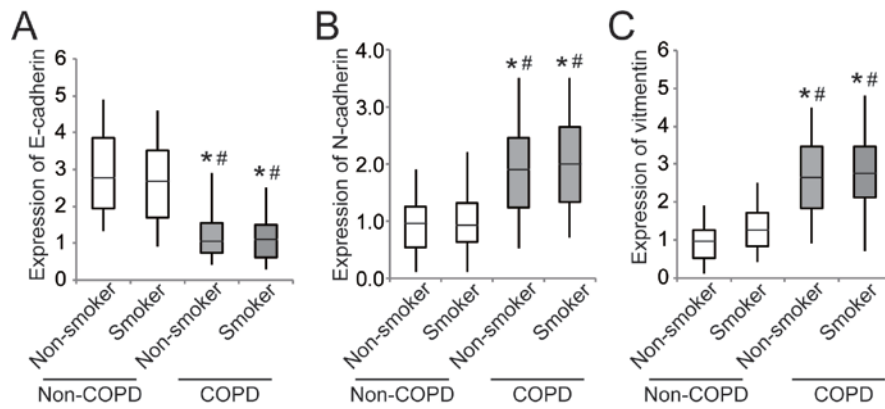 A
Expression of E-cadherin
6
5
4
3
2
1
0
*#
*#
Non-smoker
Smoker
Non-smoker
Smoker
Non-COPD
COPD
B
Expression of N-cadherin
4.0
3.0
2.0
1.0
0.0
*#
*#
Non-smoker
Smoker
Non-smoker
Smoker
Non-COPD
COPD
C
Expression of vitmentin
6
5
4
3
2
1
0
*#
*#
Non-smoker
Smoker
Non-smoker
Smoker
Non-COPD
COPD